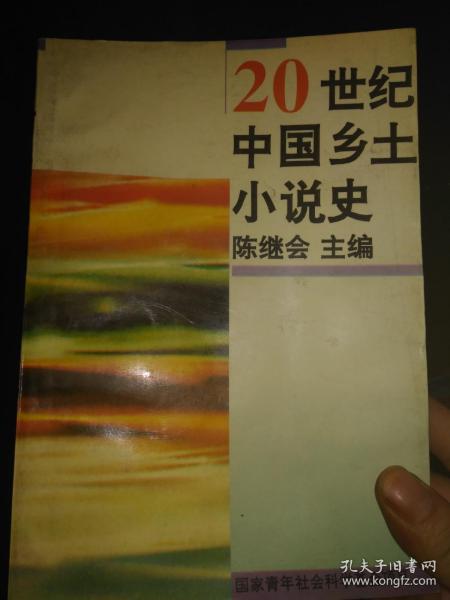 20世纪
中国乡土
小说史
陈继会 主编
国家青年社会科
孔夫子旧书网
www.kongfz.com